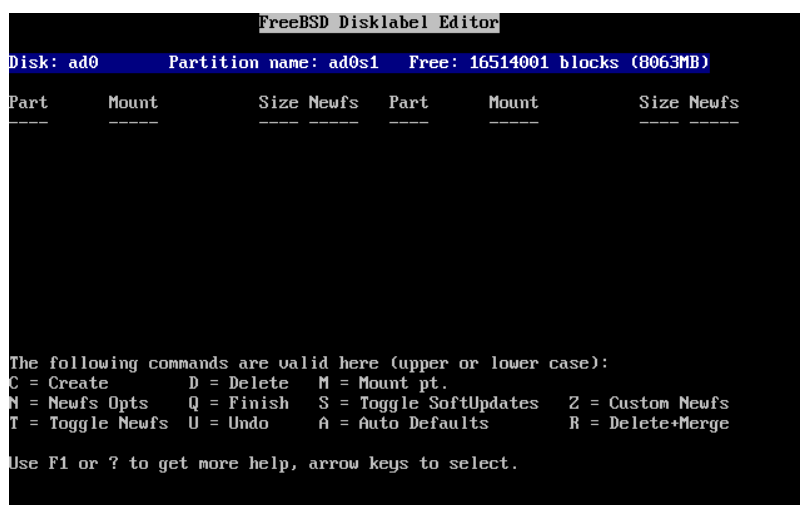 FreeBSD Disklabel Editor
Disk: ad0 Partition name: ad0s1 Free: 16514001 blocks (8063MB)
Part Mount Size Newfs Part Mount Size Newfs
---- ----- ---- ----- ---- ----- ---- -----
The following commands are valid here (upper or lower case):
C = Create D = Delete M = Mount pt.
N = Newfs Opts Q = Finish S = Toggle SoftUpdates Z = Custom Newfs
T = Toggle Newfs U = Undo A = Auto Defaults R = Delete+Merge
Use F1 or ? to get more help, arrow keys to select.